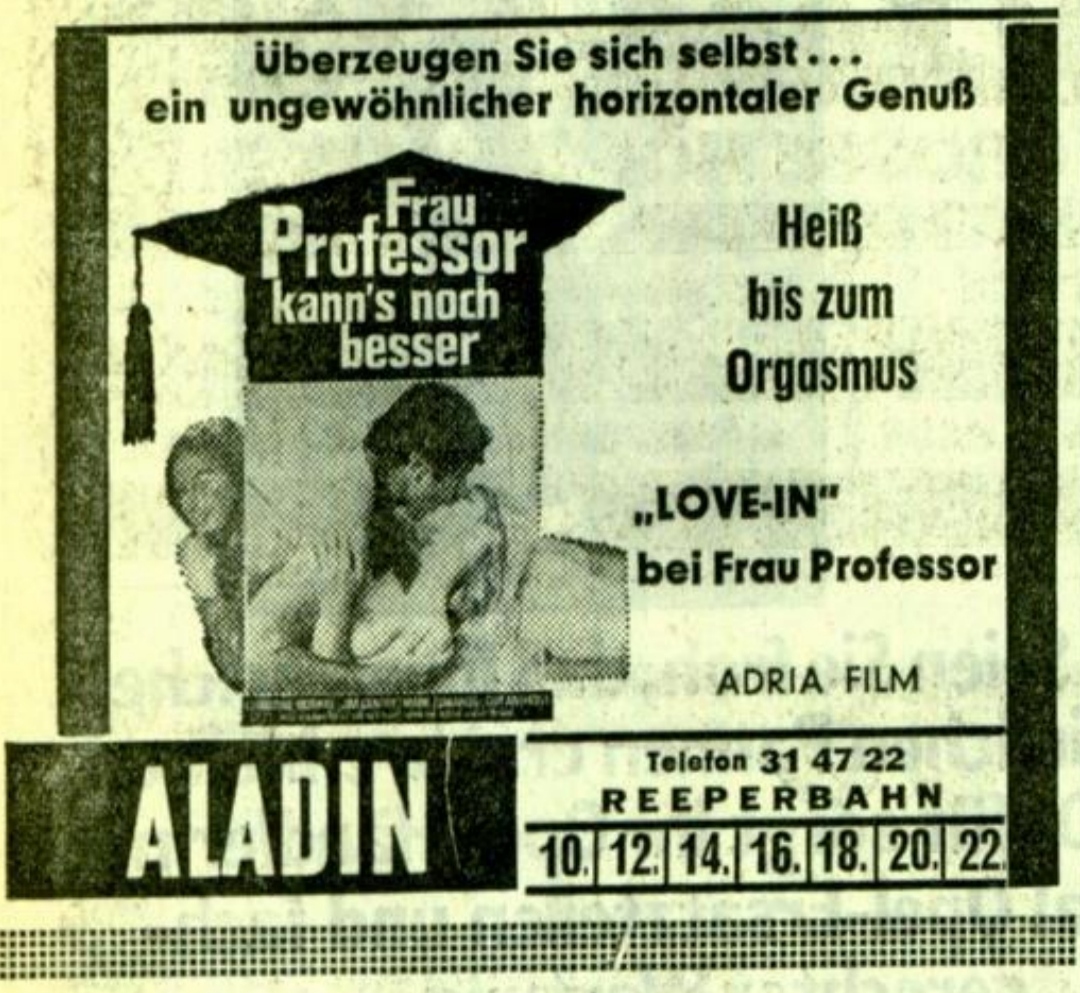 Überzeugen Sie sich selbst...
ein ungewöhnlicher horizontaler Genuß
Frau
Professor
kann's noch
besser
Heiß
bis zum
Orgasmus
„LOVE-IN“
bei Frau Professor
ADRIA FILM
ALADIN
Telefon 31 47 22
REEPERBAHN
10. 12. 14. 16. 18. 20. 22.